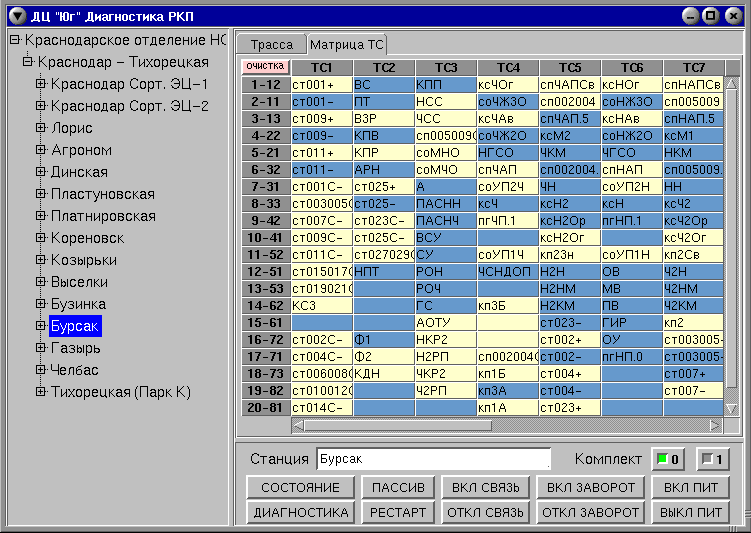 ДЦ "Юг" Диагностика РКП
Краснодарское отделение НО
Краснодар – Тихорецкая
Краснодар Сорт. ЭЦ-1
Краснодар Сорт. ЭЦ-2
Лорис
Агроном
Динская
Пластуновская
Платнировская
Кореновск
Козырьки
Выселки
Бузинка
Бурсак
Газырь
Челбас
Тихорецкая (Парк К)
Трасса Матрица ТС
очистка ТС1 ТС2 ТС3 ТС4 ТС5 ТС6 ТС7
1-12 ст001+ ВС КПП ксЧОг спЧАПСв ксНОг спНАПСв
2-11 ст001- ПТ НСС соЧЖЗО сп002004 соНЖЗО сп005009
3-13 ст009+ ВЗР ЧСС ксЧАв спЧАП.5 ксНАв спНАП.5
4-22 ст009- КПВ сп005009 соЧЖ2О ксМ2 соНЖ2О ксМ1
5-21 ст011+ КПР соМНО НГСО ЧКМ ЧГСО НКМ
6-32 ст011- АРН соМЧО спЧАП сп002004. спНАП сп005009.
7-31 ст001С- ст025+ А соУП2Ч ЧН соУП2Н НН
8-33 ст003005 ст025- ПАСНН ксЧ ксН2 ксН ксЧ2
9-42 ст007С- ст023С- ПАСНЧ пгЧП.1 ксН2Ор пгНП.1 ксЧ2Ор
10-41 ст009С- ст025С- ВСУ ксН2Ог ксЧ2Ог
11-52 ст011С- ст027029 СУ соУП1Ч кп23н соУП1Н кп2Св
12-51 ст015017 НПТ РОН ЧСНДОП Н2Н ОВ Ч2Н
13-53 ст019021 РОЧ Н2НМ МВ Ч2НМ
14-62 КСЗ ГС кп3Б Н2КМ ПВ Ч2КМ
15-61 АОТУ ст023- ГИР кп2
16-72 ст002С- Ф1 НКР2 ст002+ ОУ ст003005-
17-71 ст004С- Ф2 Н2РП сп002004 ст002- пгНП.0 ст003005-
18-73 ст006008 КДН ЧКР2 кп1Б ст004+ ст007+
19-82 ст010012 Ч2РП кп3А ст004- ст007-
20-81 ст014С- кп1А ст023+
Станция Бурсак Комплект 0 1
СОСТОЯНИЕ ПАССИВ ВКЛ СВЯЗЬ ВКЛ ЗАВОРОТ ВКЛ ПИТ
ДИАГНОСТИКА РЕСТАРТ ОТКЛ СВЯЗЬ ОТКЛ ЗАВОРОТ ВЫКЛ ПИТ